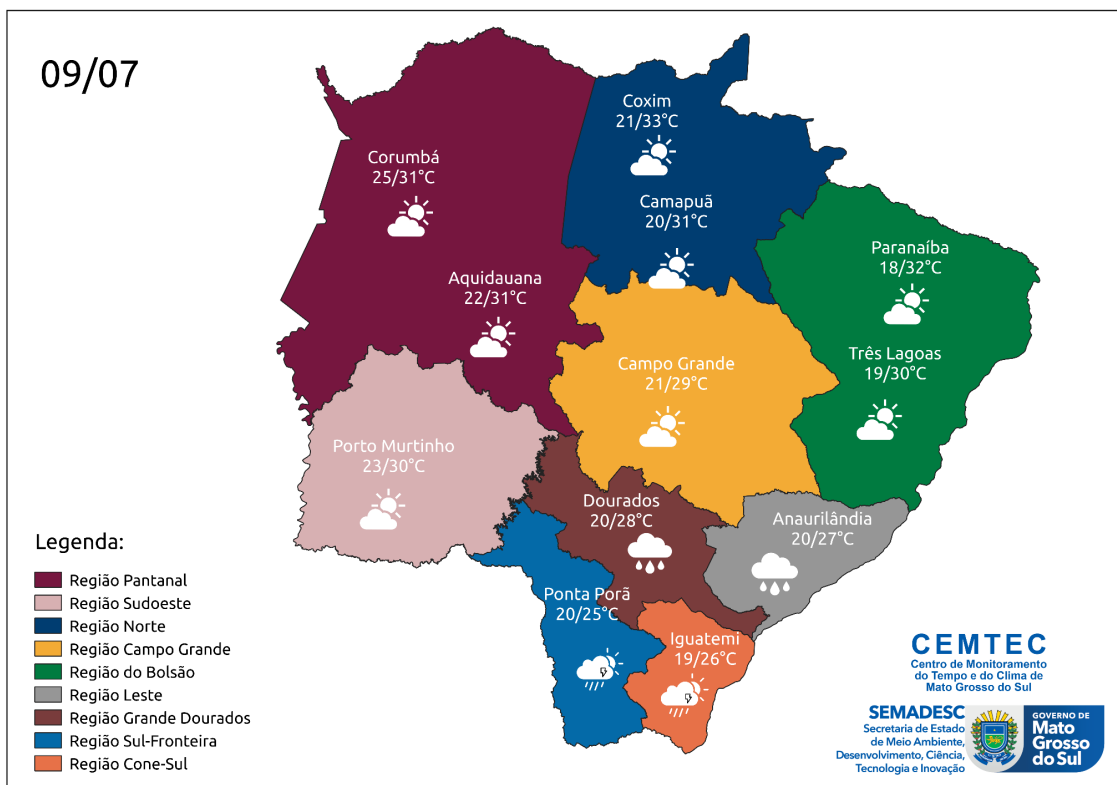 09/07
Coxim
21/33°C
Corumbá
25/31°C
Camapuã
20/31°C
Paranaíba
18/32°C
Aquidauana
22/31°C
Três Lagoas
19/30°C
Campo Grande
21/29°C
Porto Murtinho
23/30°C
Dourados
20/28°C
Anaurilândia
20/27°C
Ponta Porã
20/25°C
Iguatemi
19/26°C
Legenda:
Região Pantanal
Região Sudoeste
Região Norte
Região Campo Grande
Região do Bolsão
Região Leste
Região Grande Dourados
Região Sul-Fronteira
Região Cone-Sul
CEMTEC
Centro de Monitoramento
do Tempo e do Clima de
Mato Grosso do Sul
SEMADESC
Secretaria de Estado
de Meio Ambiente,
Desenvolvimento, Ciência,
Tecnologia e Inovação
GOVERNO DE
Mato
Grosso
do Sul